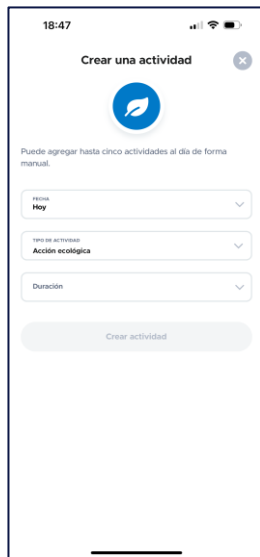 18:47
Crear una actividad
Puede agregar hasta cinco actividades al día de forma
manual.
FECHA
Hoy
TIPO DE ACTIVIDAD
Acción ecológica
Duración
Crear actividad